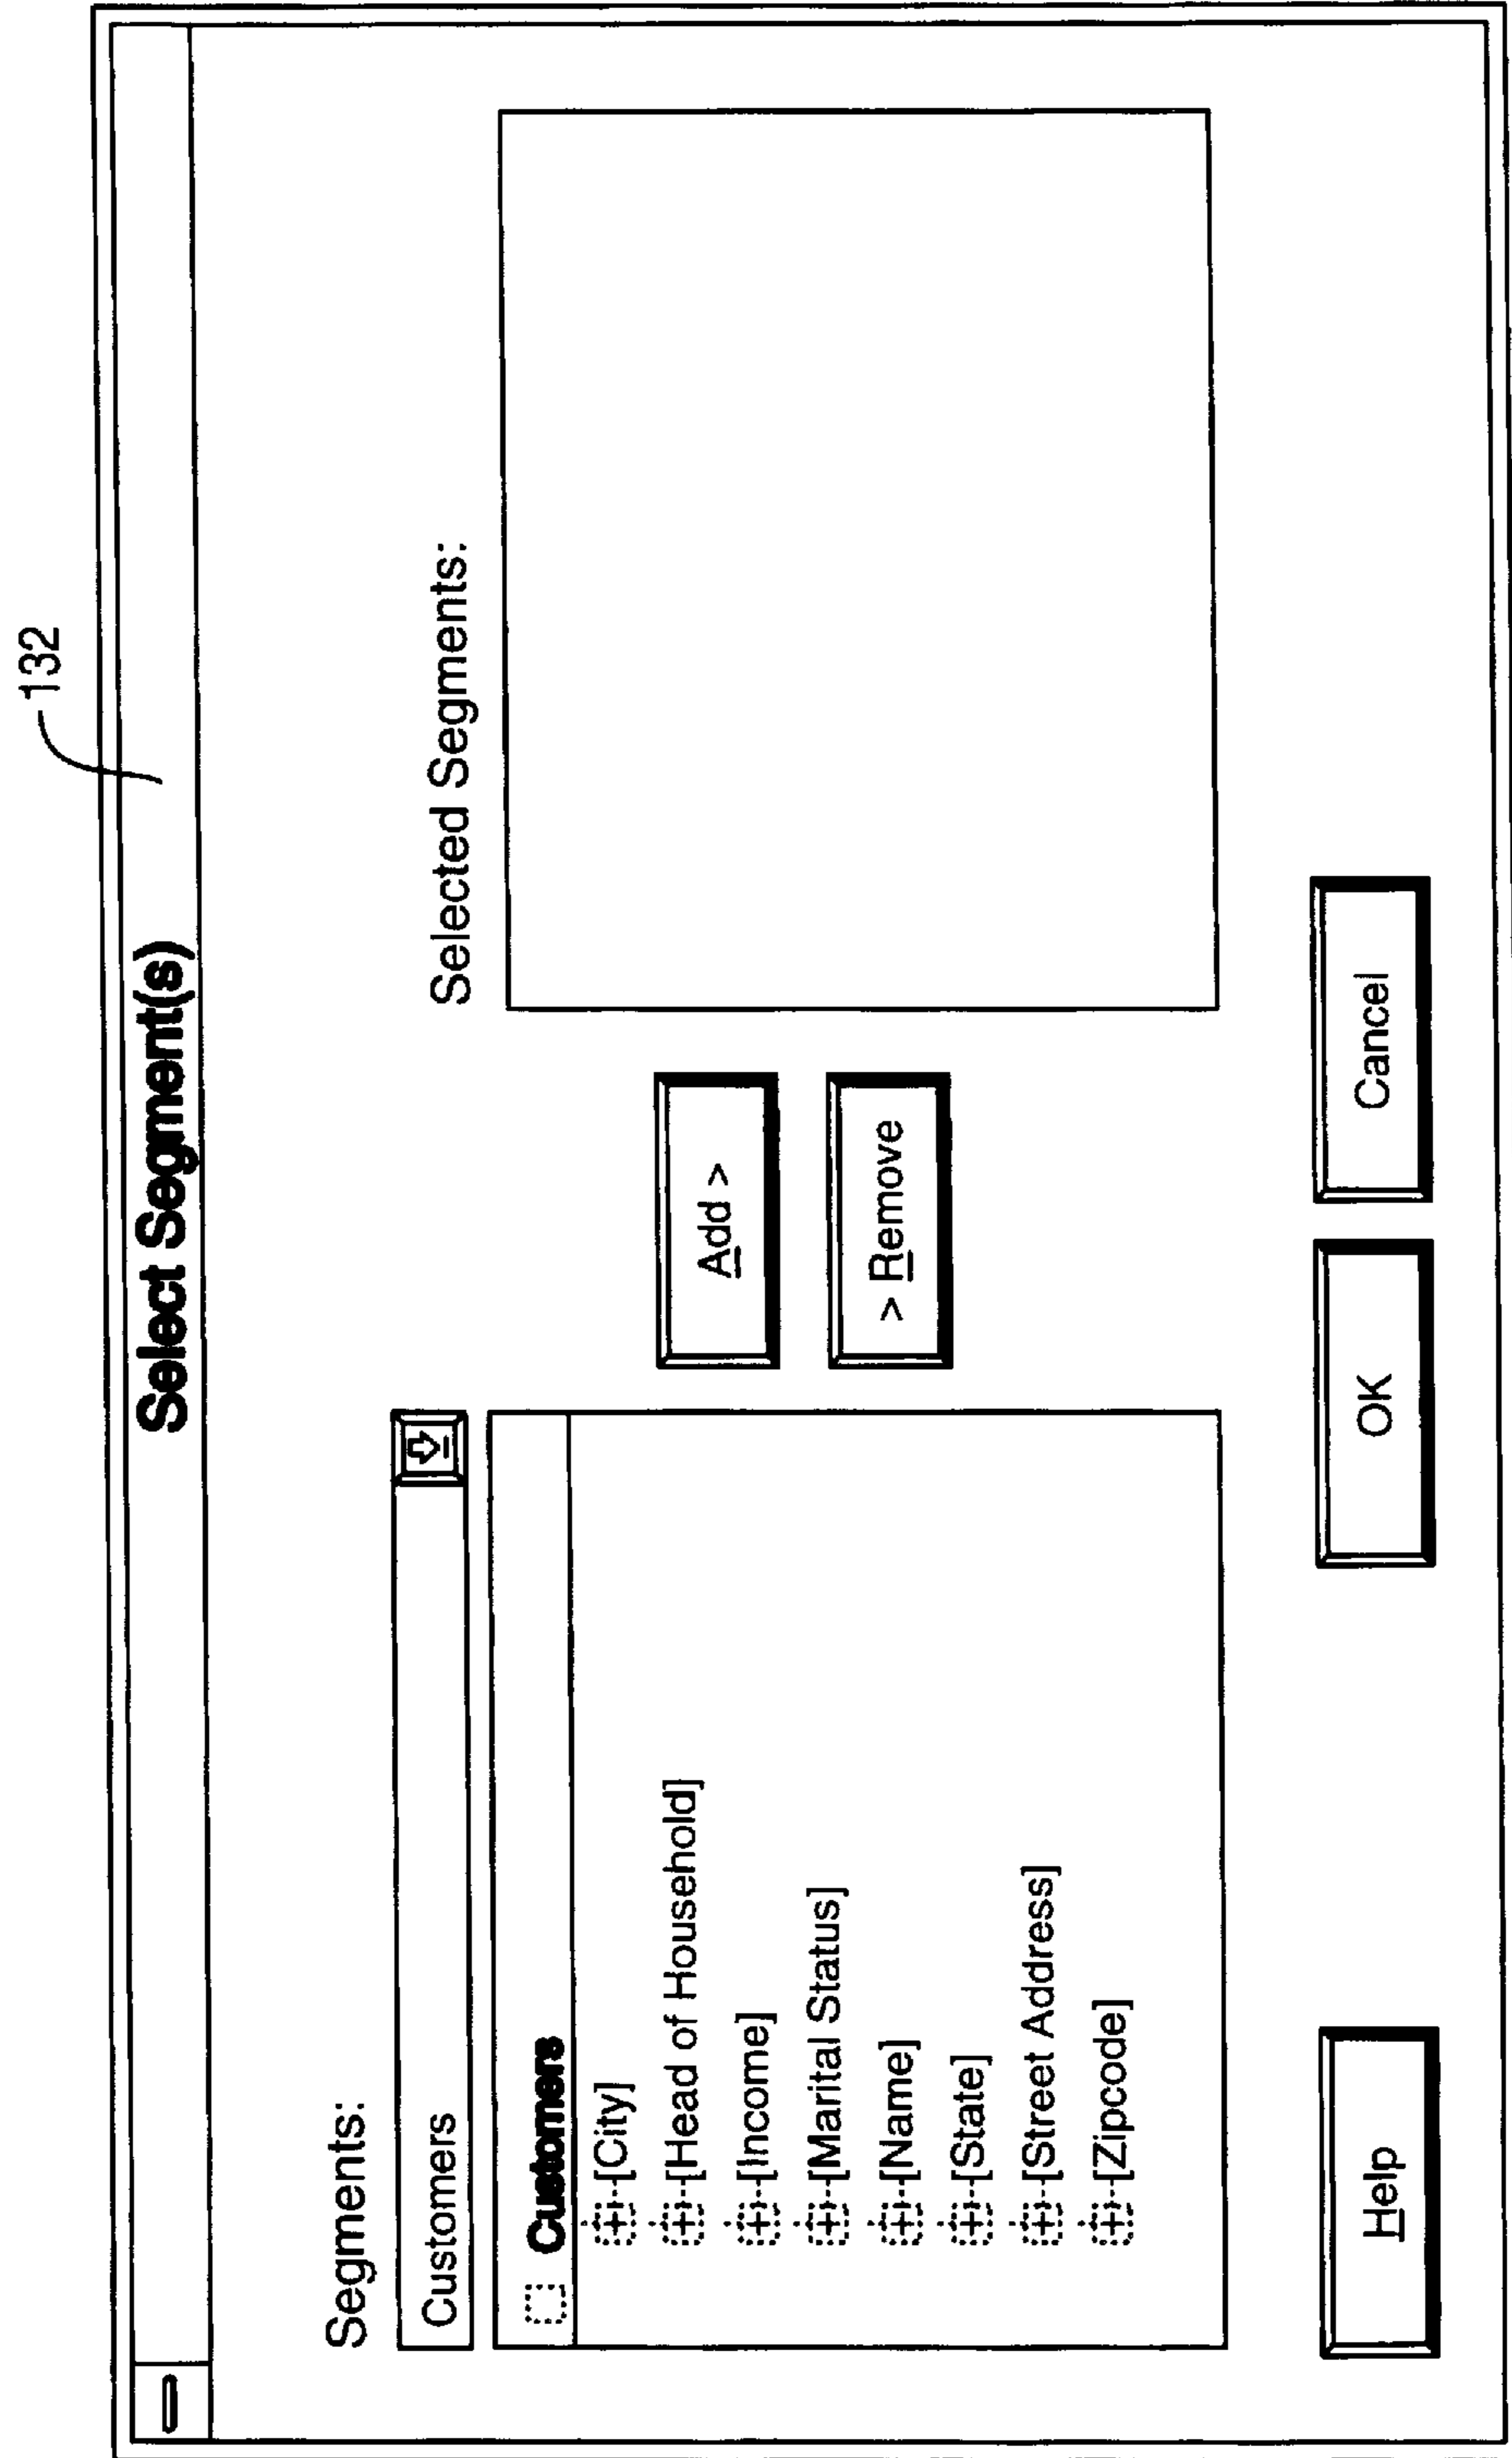 132
Select Segment(s)
Segments:
Customers
Customers
[City]
[Head of Household]
[Income]
[Marital Status]
[Name]
[State]
[Street Address]
[Zipcode]
Add >
> Remove
Selected Segments:
Help
OK
Cancel